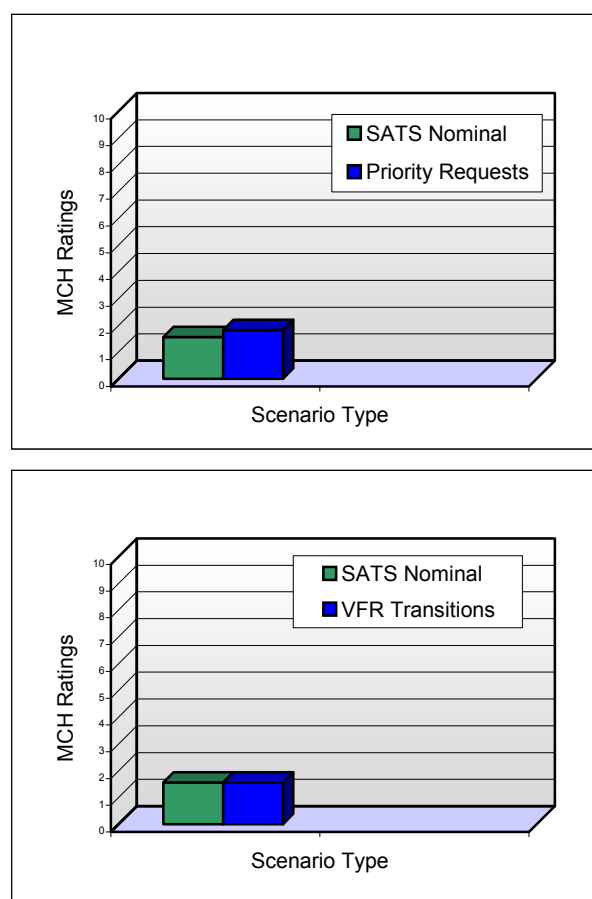 10
9
8
7
6
5
4
3
2
1
0
MCH Ratings
SATS Nominal
Priority Requests
Scenario Type
10
9
8
7
6
5
4
3
2
1
0
MCH Ratings
SATS Nominal
VFR Transitions
Scenario Type